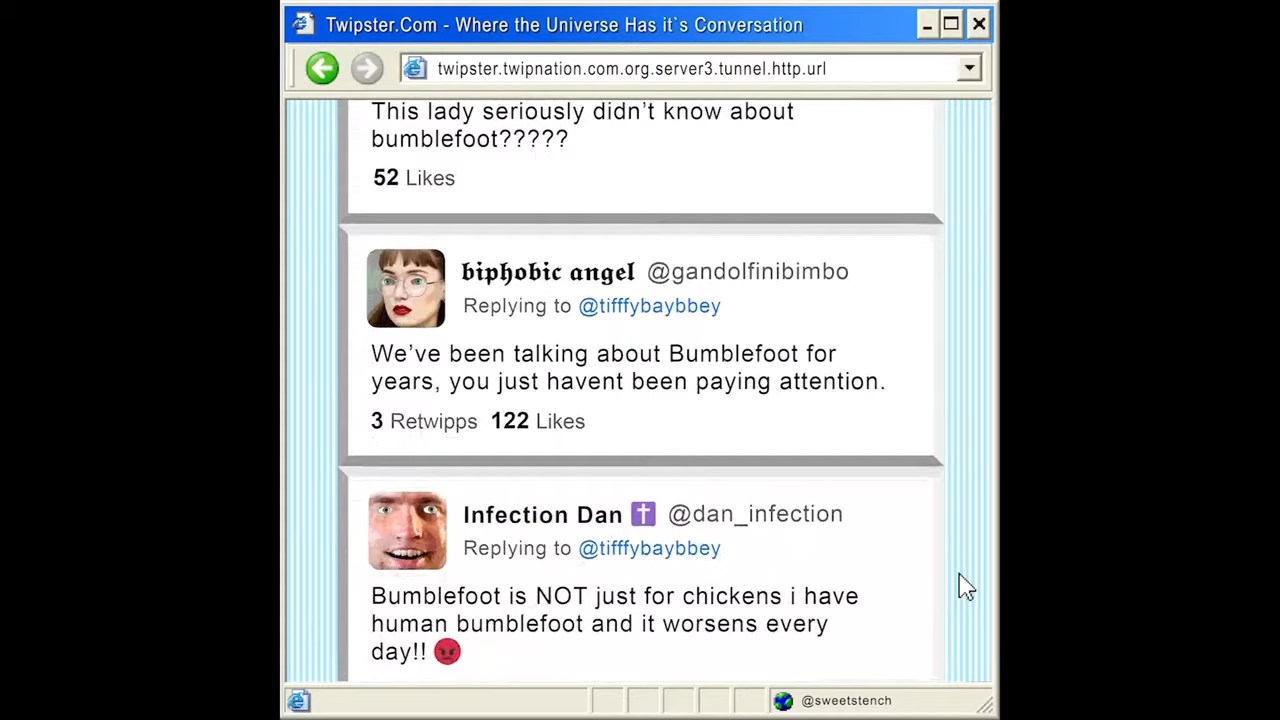 Twipster.Com - Where the Universe Has it`s Conversation
twipster.twipnation.com.org.server3.tunnel.http.url
This lady seriously didn't know about
bumblefoot?????
52 Likes
biphobic angel @gandolfinibimbo
Replying to @tifffybaybbey
We've been talking about Bumblefoot for
years, you just havent been paying attention.
3 Retwipps 122 Likes
Infection Dan ✝️ @dan_infection
Replying to @tifffybaybbey
Bumblefoot is NOT just for chickens i have
human bumblefoot and it worsens every
day!! 😡
@sweetstench